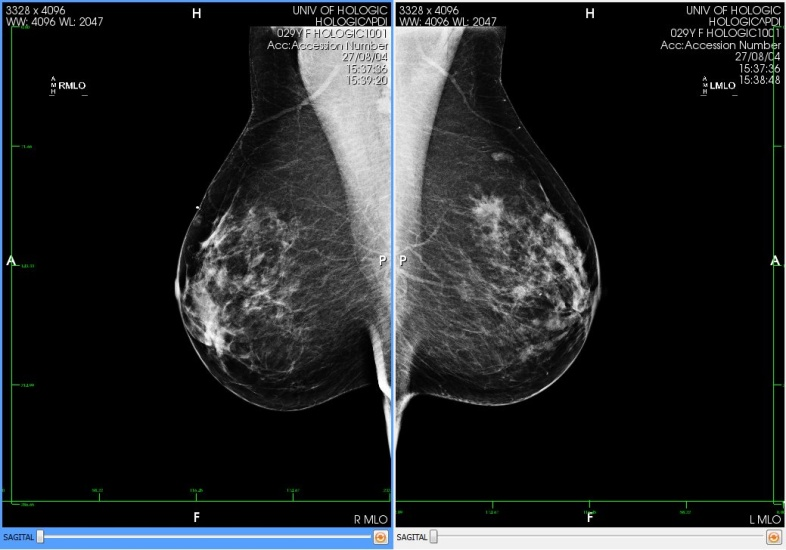 3328 x 4096
WW: 4096 WL: 2047
H
UNIV OF HOLOGIC
HOLOGIC^PDI
029Y F HOLOGIC1001
Acc:Accession Number
27/08/04
15:37:36
15:39:20
A
M
H
RMLO
A
P
F
R MLO
SAGITAL
3328 x 4096
WW: 4096 WL: 2047
H
UNIV OF HOLOGIC
HOLOGIC^PDI
029Y F HOLOGIC1001
Acc:Accession Number
27/08/04
15:37:36
15:38:48
A
M
H
LMLO
P
A
F
L MLO
SAGITAL